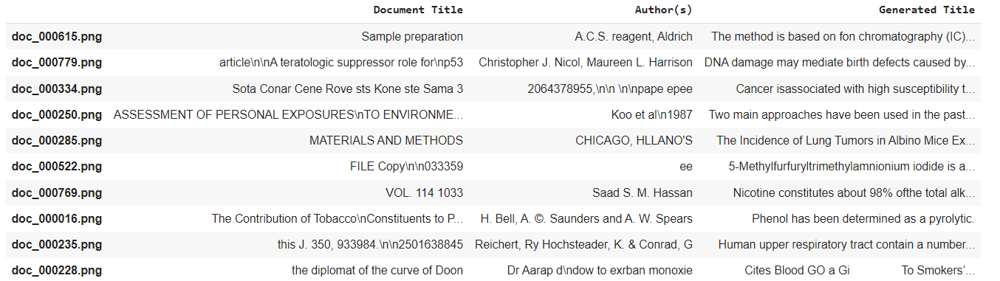 Document Title Author(s) Generated Title
doc_000615.png Sample preparation A.C.S. reagent, Aldrich The method is based on fon chromatography (IC)...
doc_000779.png article\n\nA teratologic suppressor role for\np53 Christopher J. Nicol, Maureen L. Harrison DNA damage may mediate birth defects caused by...
doc_000334.png Sota Conar Cene Rove sts Kone ste Sama 3 2064378955,\n\n \n\npape epee Cancer isassociated with high susceptibility t...
doc_000250.png ASSESSMENT OF PERSONAL EXPOSURES\nTO ENVIRONME... Koo et al\n1987 Two main approaches have been used in the past...
doc_000285.png MATERIALS AND METHODS CHICAGO, HLLANO'S The Incidence of Lung Tumors in Albino Mice Ex...
doc_000522.png FILE Copy\n\n033359 ee 5-Methylfurfuryltrimethylamnionium iodide is a...
doc_000769.png VOL. 114 1033 Saad S. M. Hassan Nicotine constitutes about 98% ofthe total alk...
doc_000016.png The Contribution of Tobacco\nConstituents to P... H. Bell, A. ©. Saunders and A. W. Spears Phenol has been determined as a pyrolytic.
doc_000235.png this J. 350, 933984.\n\n2501638845 Reichert, Ry Hochsteader, K. & Conrad, G Human upper respiratory tract contain a number...
doc_000228.png the diplomat of the curve of Doon Dr Aarap d\ndow to exrban monoxie Cites Blood GO a Gi To Smokers’...